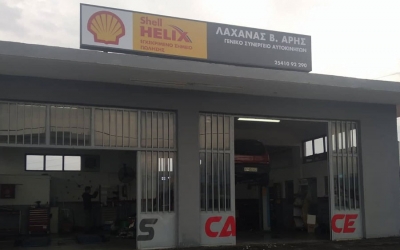 Shell
HELIX
ΛΑΧΑΝΑΣ Β. ΑΡΗΣ
ΓΕΝΙΚΟ ΣΥΝΕΡΓΕΙΟ ΑΥΤΟΚΙΝΗΤΩΝ
S CA CE